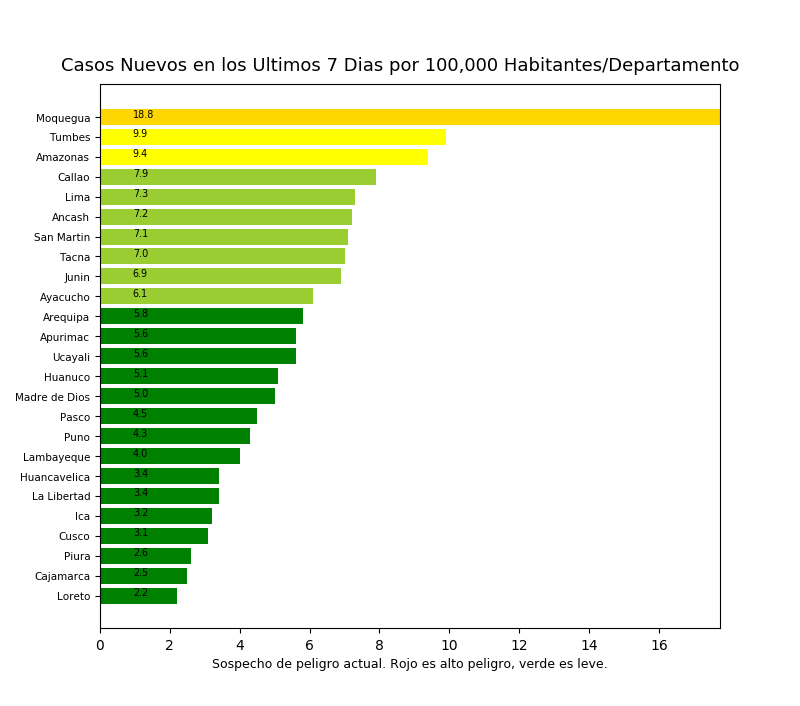 Casos Nuevos en los Ultimos 7 Dias por 100,000 Habitantes/Departamento
Moquegua 18.8
Tumbes 9.9
Amazonas 9.4
Callao 7.9
Lima 7.3
Ancash 7.2
San Martin 7.1
Tacna 7.0
Junin 6.9
Ayacucho 6.1
Arequipa 5.8
Apurimac 5.6
Ucayali 5.6
Huanuco 5.1
Madre de Dios 5.0
Pasco 4.5
Puno 4.3
Lambayeque 4.0
Huancavelica 3.4
La Libertad 3.4
Ica 3.2
Cusco 3.1
Piura 2.6
Cajamarca 2.5
Loreto 2.2
0 2 4 6 8 10 12 14 16
Sospecho de peligro actual. Rojo es alto peligro, verde es leve.